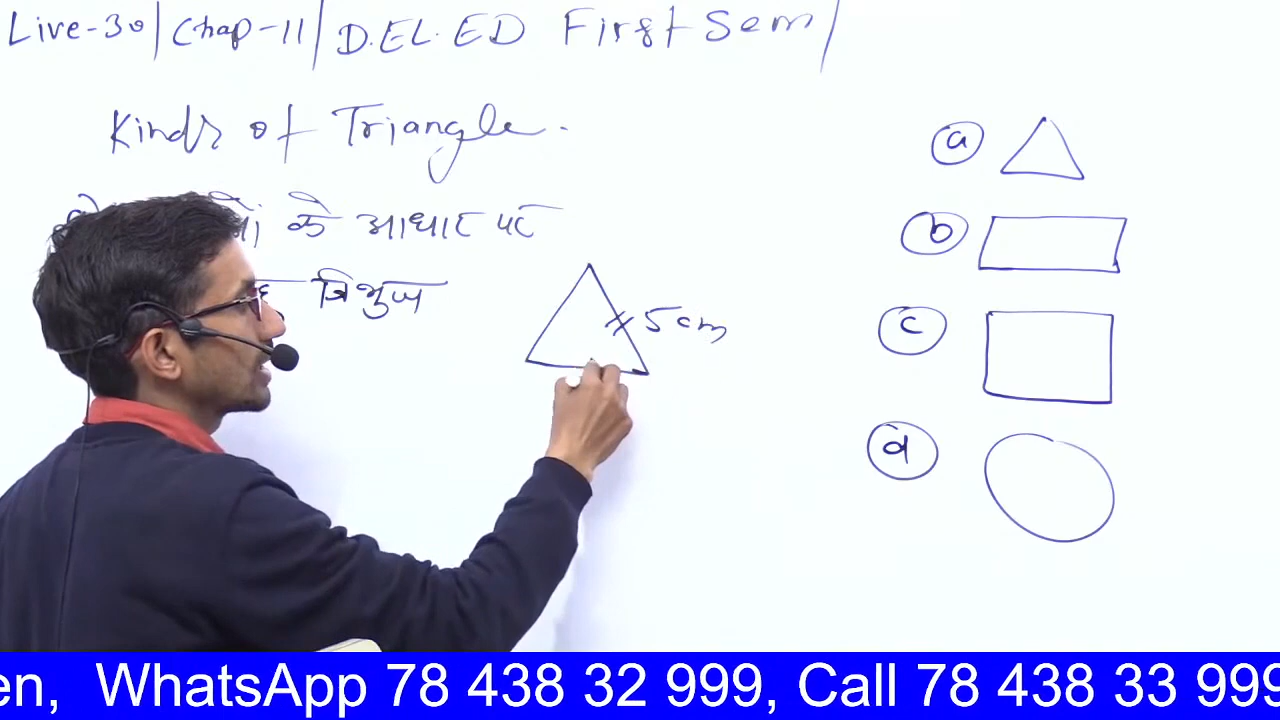 Live-30/Chap-11/D.EL.ED First Sem/
Kinds of Triangle.
के आधार पर
त्रिभुज
5cm
a
b
c
d
en, WhatsApp 78 438 32 999, Call 78 438 33 999